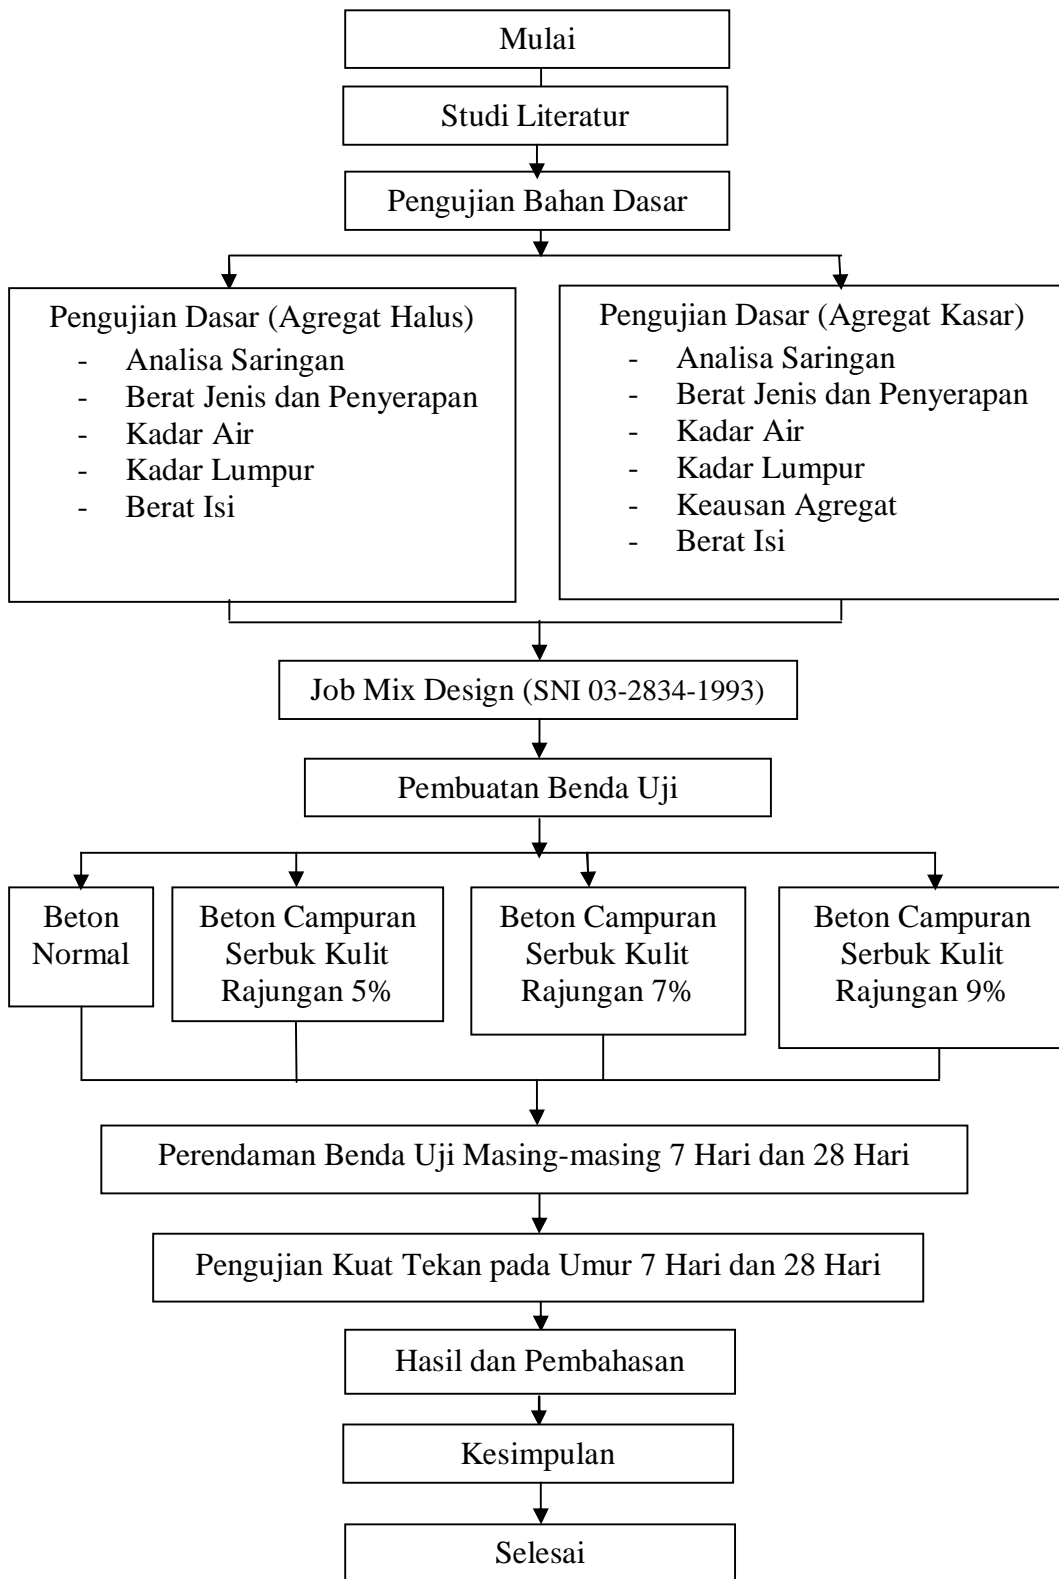 Mulai
Studi Literatur
Pengujian Bahan Dasar
Pengujian Dasar (Agregat Halus)
- Analisa Saringan
- Berat Jenis dan Penyerapan
- Kadar Air
- Kadar Lumpur
- Berat Isi
Pengujian Dasar (Agregat Kasar)
- Analisa Saringan
- Berat Jenis dan Penyerapan
- Kadar Air
- Kadar Lumpur
- Keausan Agregat
- Berat Isi
Job Mix Design (SNI 03-2834-1993)
Pembuatan Benda Uji
Beton
Normal
Beton Campuran
Serbuk Kulit
Rajungan 5%
Beton Campuran
Serbuk Kulit
Rajungan 7%
Beton Campuran
Serbuk Kulit
Rajungan 9%
Perendaman Benda Uji Masing-masing 7 Hari dan 28 Hari
Pengujian Kuat Tekan pada Umur 7 Hari dan 28 Hari
Hasil dan Pembahasan
Kesimpulan
Selesai